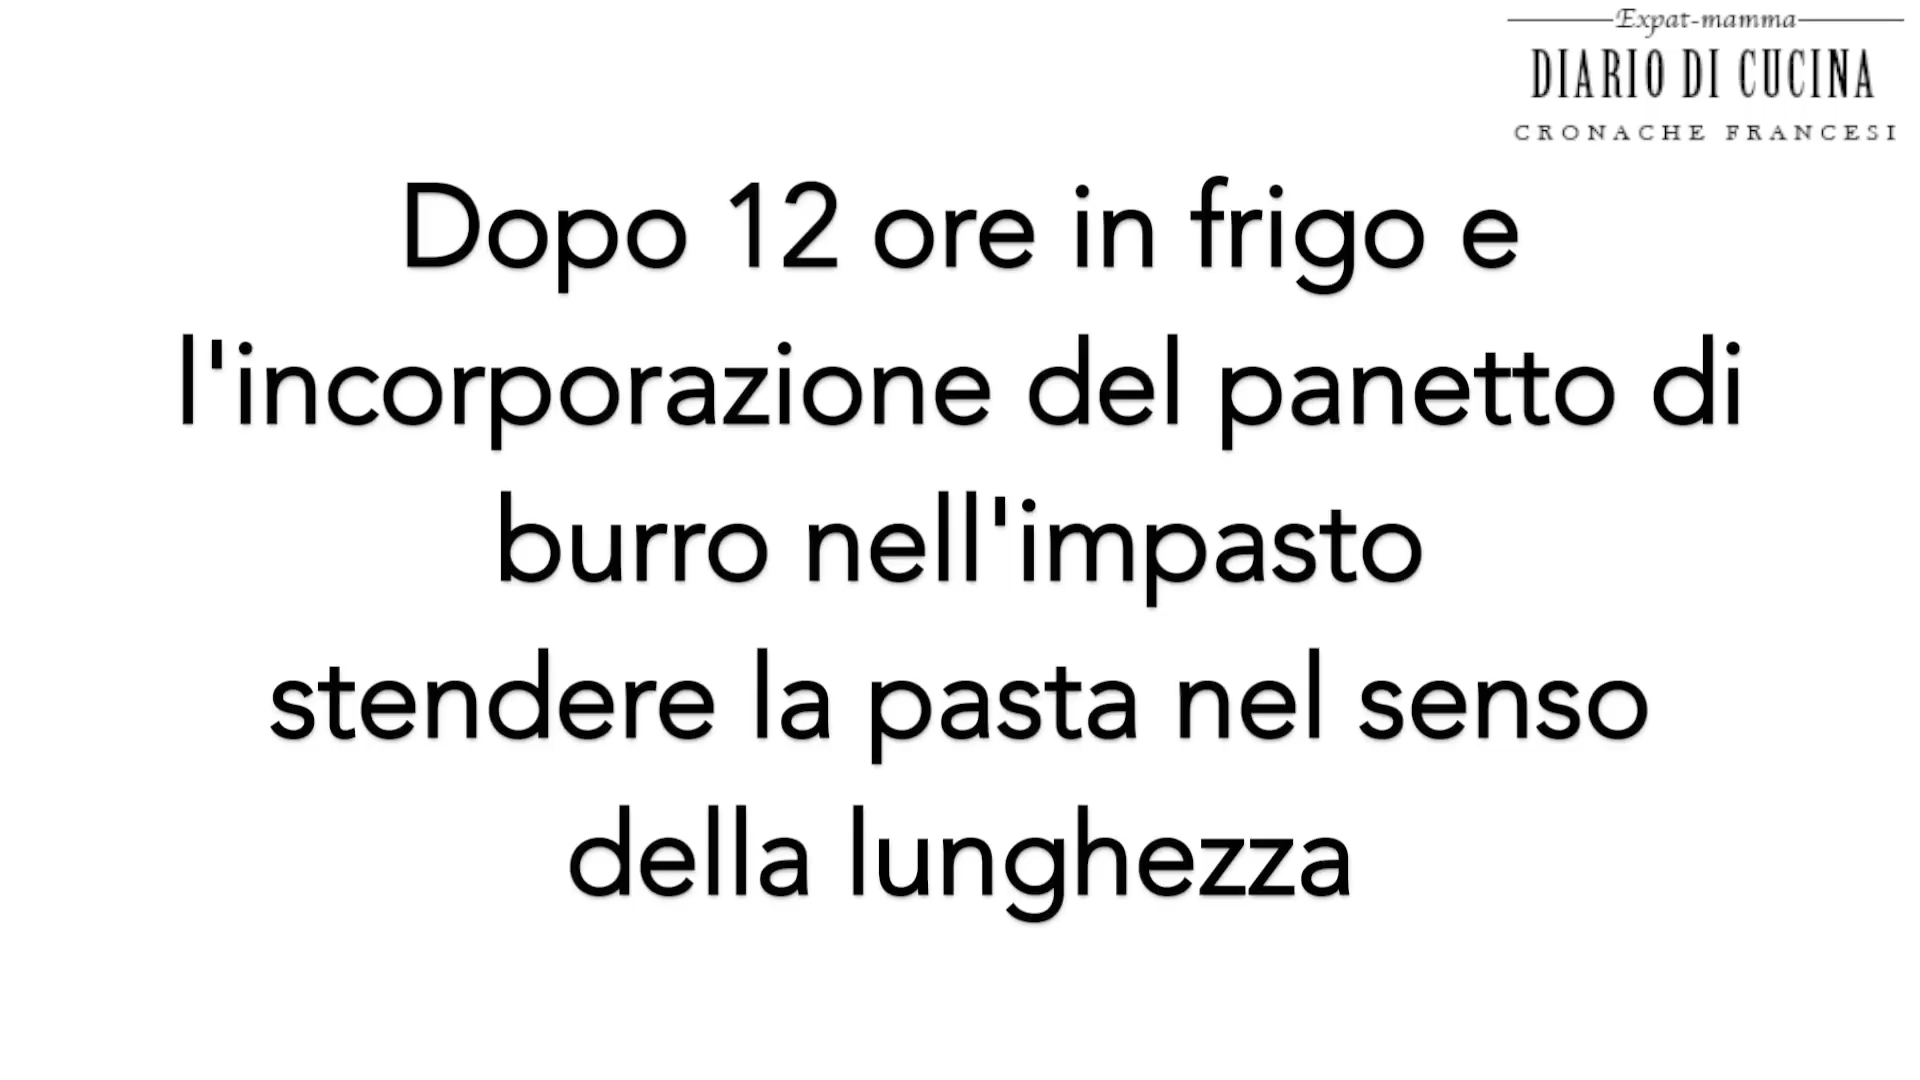 Expat-mamma
DIARIO DI CUCINA
CRONACHE FRANCESI
Dopo 12 ore in frigo e
l'incorporazione del panetto di
burro nell'impasto
stendere la pasta nel senso
della lunghezza